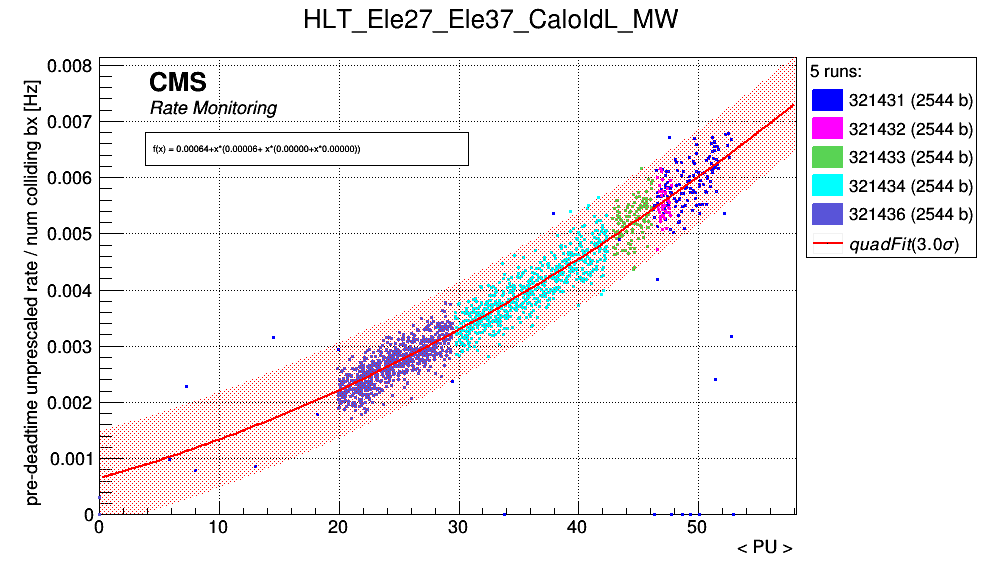 HLT_Ele27_Ele37_CaloIdL_MW
pre-deadtime unprescaled rate / num colliding bx [Hz]
0.008
0.007
0.006
0.005
0.004
0.003
0.002
0.001
0
CMS
Rate Monitoring
f(x) = 0.00064+x*(0.00006+ x*(0.00000+x*0.00000))
0 10 20 30 40 50
< PU >
5 runs:
321431 (2544 b)
321432 (2544 b)
321433 (2544 b)
321434 (2544 b)
321436 (2544 b)
quadFit(3.0σ)